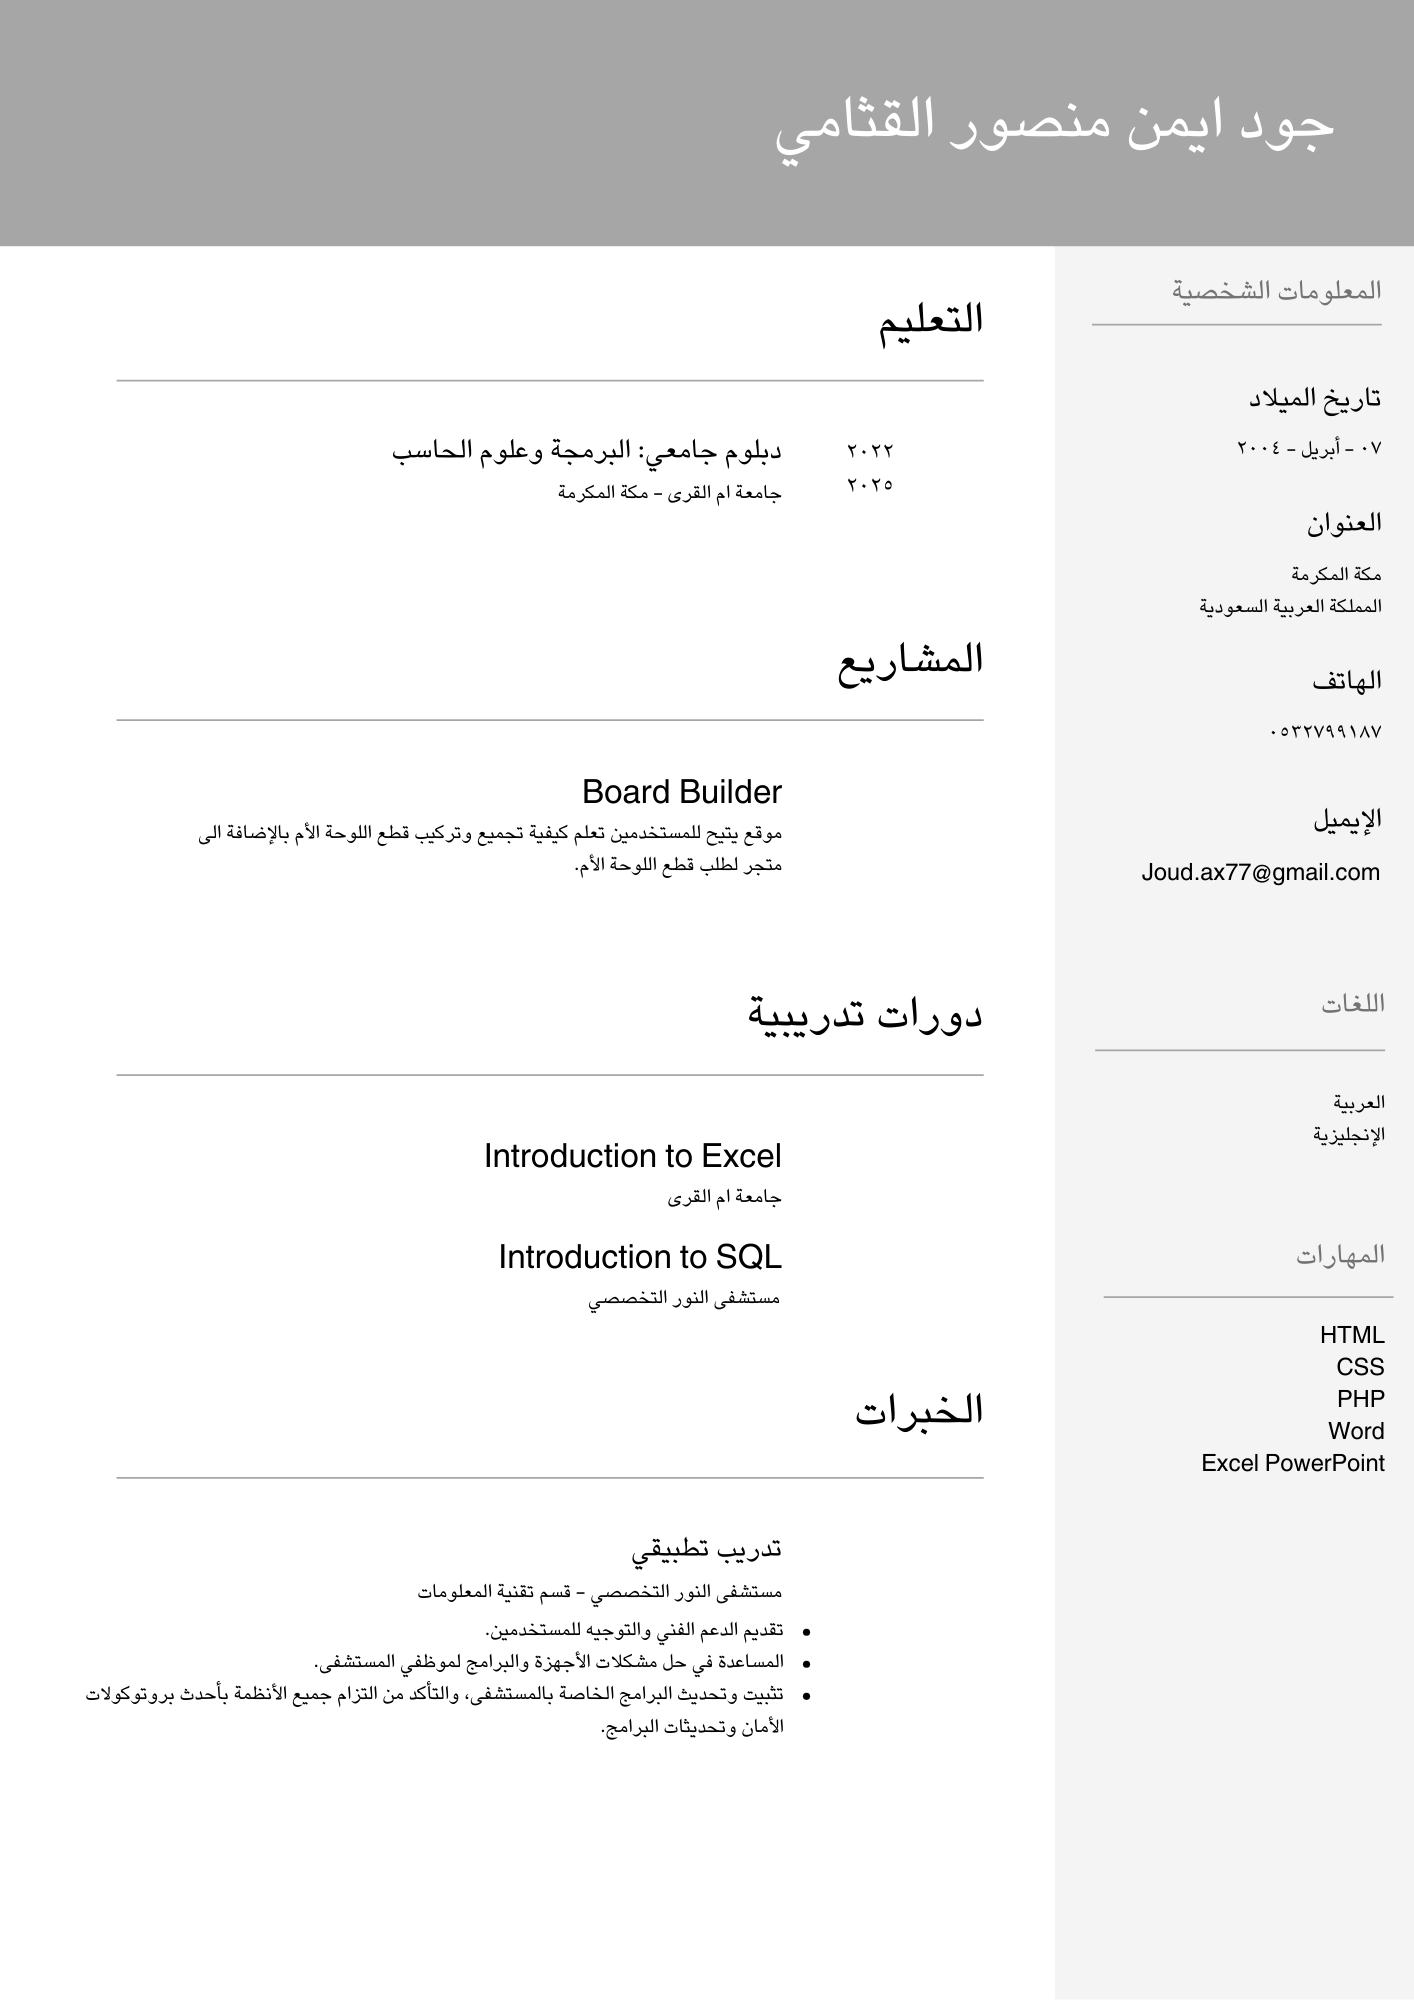 جود ايمن منصور القثامي
المعلومات الشخصية
تاريخ الميلاد
٠٧ - أبريل - ٢٠٠٤
العنوان
مكة المكرمة
المملكة العربية السعودية
الهاتف
٠٥٣٢٧٩٩١٨٧
الإيميل
Joud.ax77@gmail.com
اللغات
العربية
الإنجليزية
المهارات
HTML
CSS
PHP
Word
Excel PowerPoint
التعليم
٢٠٢٢
٢٠٢٥
دبلوم جامعي: البرمجة وعلوم الحاسب
جامعة ام القرى - مكة المكرمة
المشاريع
Board Builder
موقع يتيح للمستخدمين تعلم كيفية تجميع وتركيب قطع اللوحة الأم بالإضافة الى
متجر لطلب قطع اللوحة الأم.
دورات تدريبية
Introduction to Excel
جامعة ام القرى
Introduction to SQL
مستشفى النور التخصصي
الخبرات
تدريب تطبيقي
مستشفى النور التخصصي - قسم تقنية المعلومات
• تقديم الدعم الفني والتوجيه للمستخدمين.
• المساعدة في حل مشكلات الأجهزة والبرامج لموظفي المستشفى.
• تثبيت وتحديث البرامج الخاصة بالمستشفى، والتأكد من التزام جميع الأنظمة بأحدث بروتوكولات
الأمان وتحديثات البرامج.